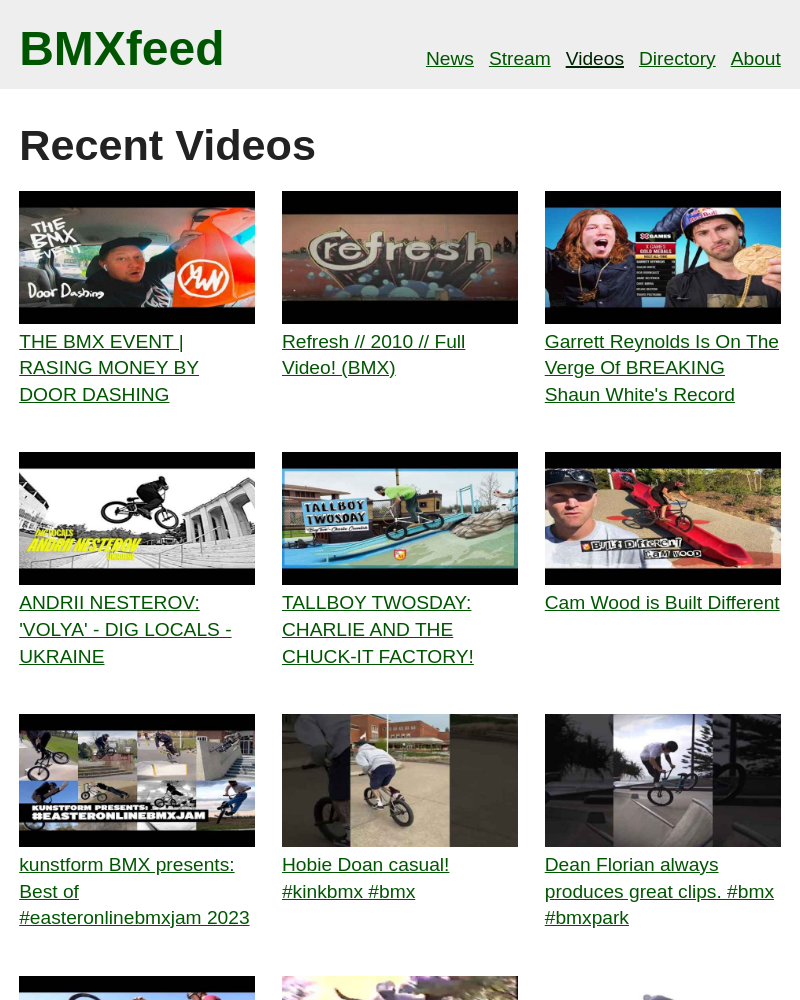 BMXfeed
News Stream Videos Directory About
Recent Videos
THE
BMX
EVENT
Door Dashing
refresh
X GAMES
GOLD MEDALS
Red Bull
THE BMX EVENT |
RASING MONEY BY
DOOR DASHING
Refresh // 2010 // Full
Video! (BMX)
Garrett Reynolds Is On The
Verge Of BREAKING
Shaun White's Record
ANDRII NESTEROV
TALLBOY
TWOSDAY
BUILT DIFFERENT
CAM WOOD
ANDRII NESTEROV:
'VOLYA' - DIG LOCALS -
UKRAINE
TALLBOY TWOSDAY:
CHARLIE AND THE
CHUCK-IT FACTORY!
Cam Wood is Built Different
KUNSTFORM PRESENTS:
#EASTERONLINEBMXJAM
kunstform BMX presents:
Best of
#easteronlinebmxjam 2023
Hobie Doan casual!
#kinkbmx #bmx
Dean Florian always
produces great clips. #bmx
#bmxpark